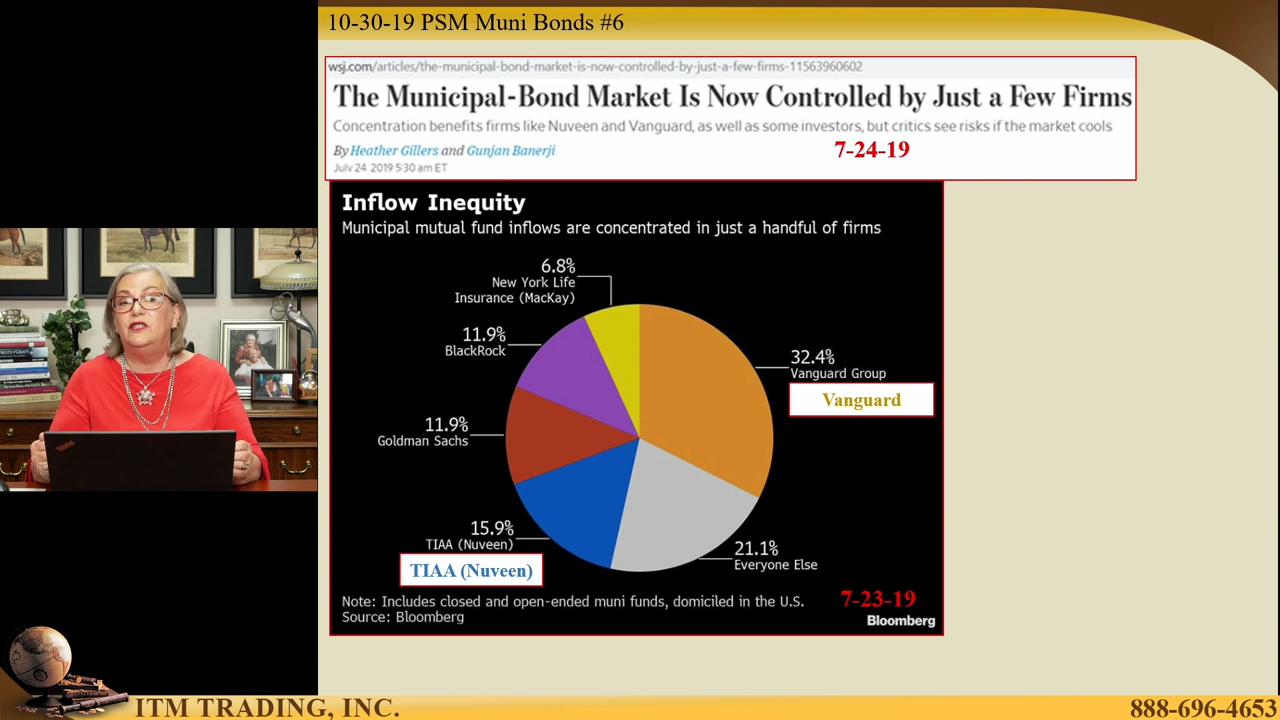 10-30-19 PSM Muni Bonds #6
wsj.com/articles/the-municipal-bond-market-is-now-controlled-by-just-a-few-firms-11563960602
The Municipal-Bond Market Is Now Controlled by Just a Few Firms
Concentration benefits firms like Nuveen and Vanguard, as well as some investors, but critics see risks if the market cools
By Heather Gillers and Gunjan Banerji
7-24-19
July 24, 2019 5:30 am ET
Inflow Inequity
Municipal mutual fund inflows are concentrated in just a handful of firms
6.8%
New York Life
Insurance (MacKay)
11.9%
BlackRock
32.4%
Vanguard Group
Vanguard
11.9%
Goldman Sachs
15.9%
TIAA (Nuveen)
TIAA (Nuveen)
21.1%
Everyone Else
Note: Includes closed and open-ended muni funds, domiciled in the U.S.
Source: Bloomberg
7-23-19
Bloomberg
ThinkPad
ITM TRADING, INC.
888-696-4653